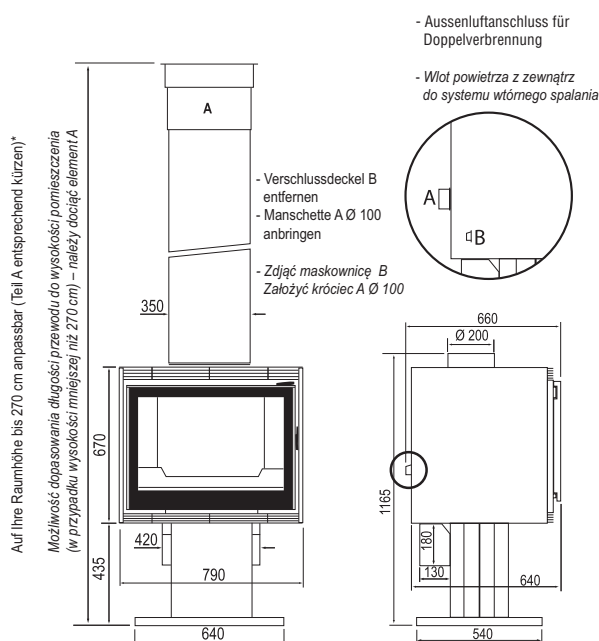 - Aussenluftanschluss für
Doppelverbrennung
- Wlot powietrza z zewnątrz
do systemu wtórnego spalania
A
B
Auf Ihre Raumhöhe bis 270 cm anpassbar (Teil A entsprechend kürzen)*
Możliwość dopasowania długości przewodu do wysokości pomieszczenia
(w przypadku wysokości mniejszej niż 270 cm) – należy dociąć element A
A
- Verschlussdeckel B
entfernen
- Manschette A Ø 100
anbringen
- Zdjąć maskownicę B
Założyć króciec A Ø 100
350
670
435
420
790
640
660
Ø 200
1165
180
130
640
540